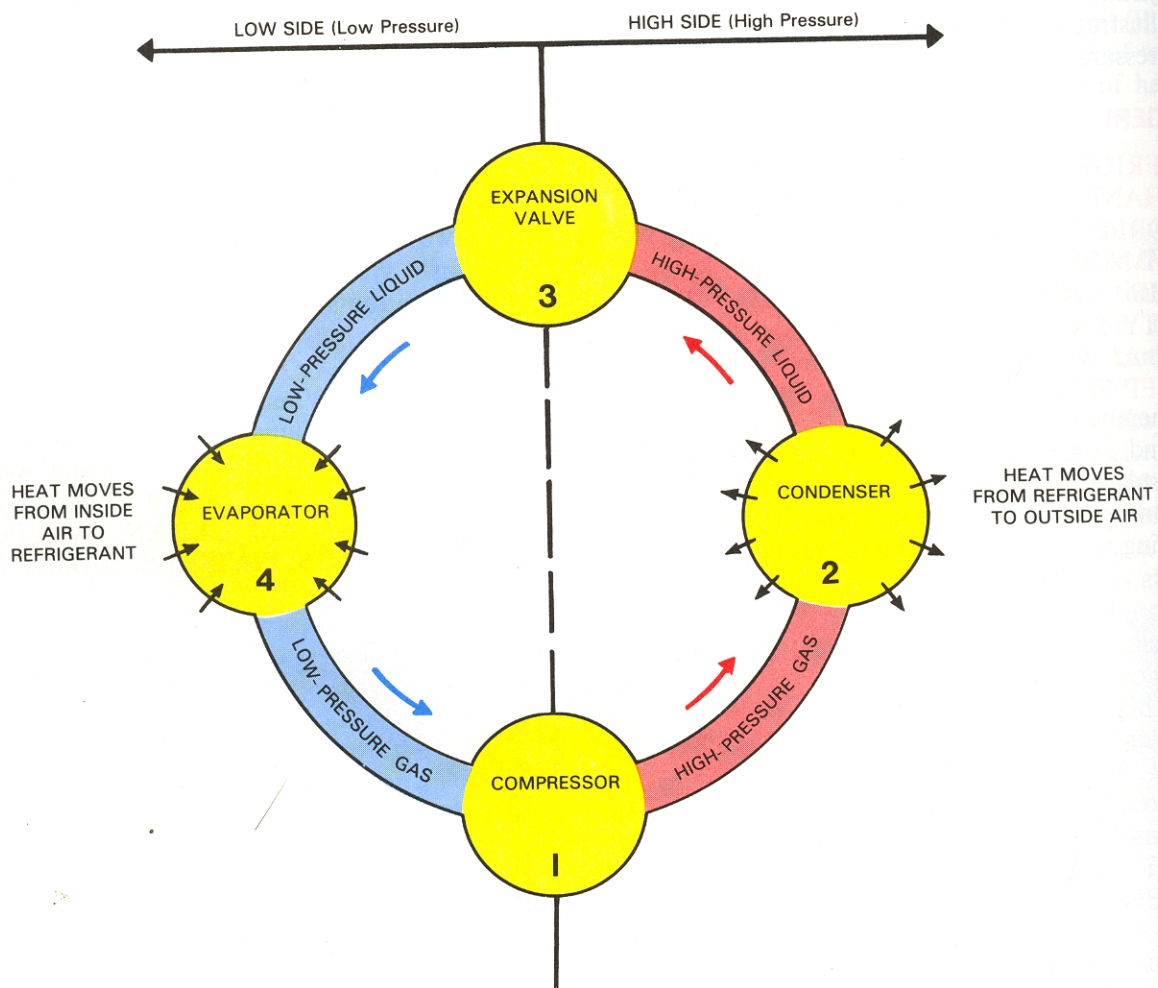 LOW SIDE (Low Pressure)
HIGH SIDE (High Pressure)
EXPANSION
VALVE
3
LOW-PRESSURE LIQUID
HIGH-PRESSURE LIQUID
HEAT MOVES
FROM INSIDE
AIR TO
REFRIGERANT
EVAPORATOR
4
CONDENSER
2
HEAT MOVES
FROM REFRIGERANT
TO OUTSIDE AIR
LOW-PRESSURE GAS
HIGH-PRESSURE GAS
COMPRESSOR
1